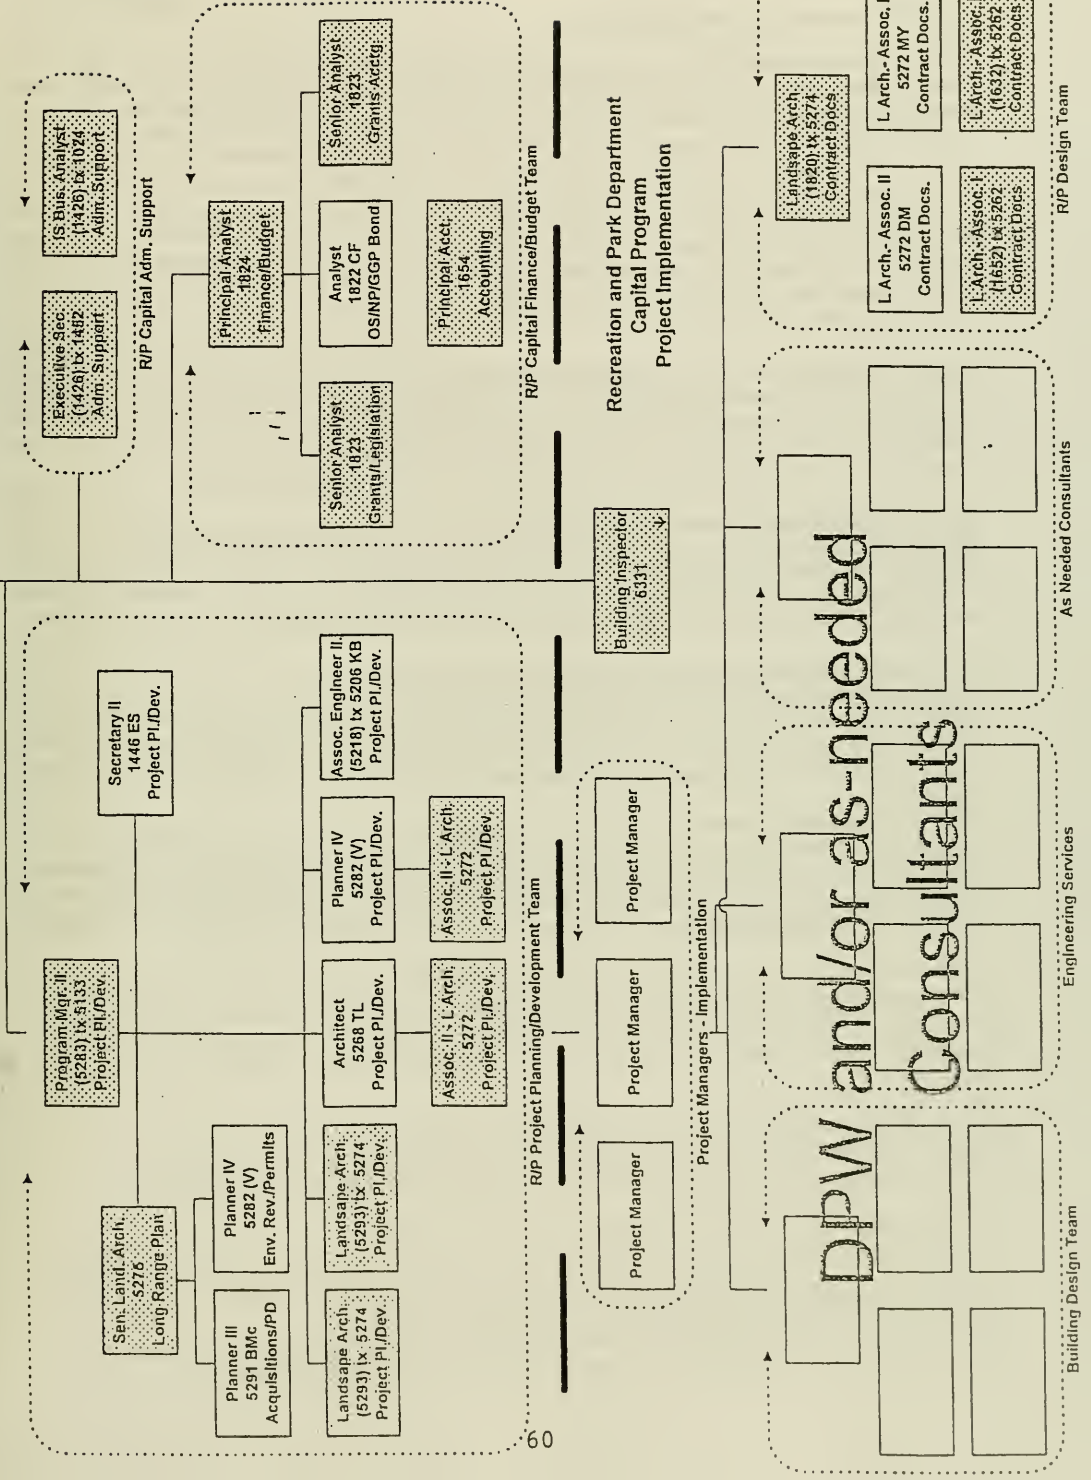 Program Mgr. II
(5283) tx 5133
Project Pl./Dev.
Secretary II
1446 ES
Project Pl./Dev.
Sen. Land. Arch.
Long Range Plan
Planner III
5291 BMc
Acquisitions/PD
Planner IV
5282 (V)
Env. Rev./Permits
Landscape Arch.
(5293) tx 5274
Project Pl./Dev.
Landscape Arch.
(5293) tx 5274
Project Pl./Dev.
Architect
5268 TL
Project Pl./Dev.
Planner IV
5282 (V)
Project Pl./Dev.
Assoc. Engineer II
(5218) tx 5206 KB
Project Pl./Dev.
Assoc. II - L Arch.
5272
Project Pl./Dev.
Assoc. II - L Arch.
5272
Project Pl./Dev.
R/P Project Planning/Development Team
Executive Sec.
(1426) tx 1452
Adm. Support
IS Bus. Analyst
(1426) tx 1024
Adm. Support
R/P Capital Adm. Support
Principal Analyst
1824
Finance/Budget
Senior Analyst
1823
Grants/Legislation
Analyst
1822 CF
OS/NP/GGP Bond
Senior Analyst
1823
Grants Acctg.
Principal Acct.
1654
Accounting
R/P Capital Finance/Budget Team
Recreation and Park Department
Capital Program
Project Implementation
Building Inspector
6331
Project Manager
Project Manager
Project Manager
Project Managers - Implementation
DPW and/or as-needed
Consultants
Building Design Team
Engineering Services
As Needed Consultants
Landsape Arch
(1820) tx 5274
Contract Docs
L Arch.- Assoc. II
5272 DM
Contract Docs.
L Arch.- Assoc.
5272 MY
Contract Docs.
L Arch.- Assoc. I
(1652) tx 5262
Contract Docs
L Arch.- Assoc.
(1632) tx 5262
Contract Docs
R/P Design Team
60